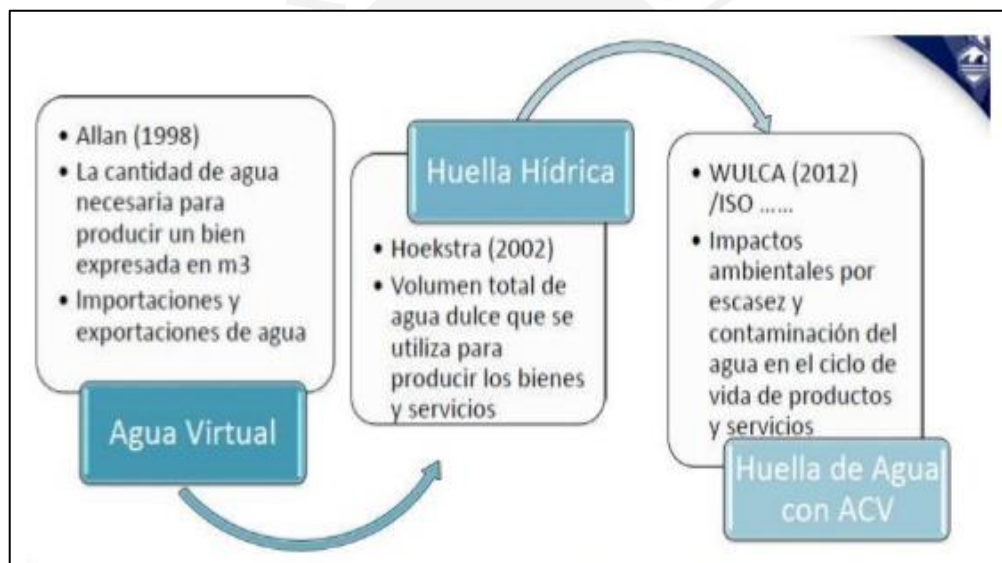 • Allan (1998)
• La cantidad de agua
necesaria para
producir un bien
expresada en m3
• Importaciones y
exportaciones de agua
Agua Virtual
Huella Hídrica
• Hoekstra (2002)
• Volumen total de
agua dulce que se
utiliza para
producir los bienes
y servicios
• WULCA (2012)
/ISO ......
• Impactos
ambientales por
escasez y
contaminación del
agua en el ciclo de
vida de productos
y servicios
Huella de Agua
con ACV